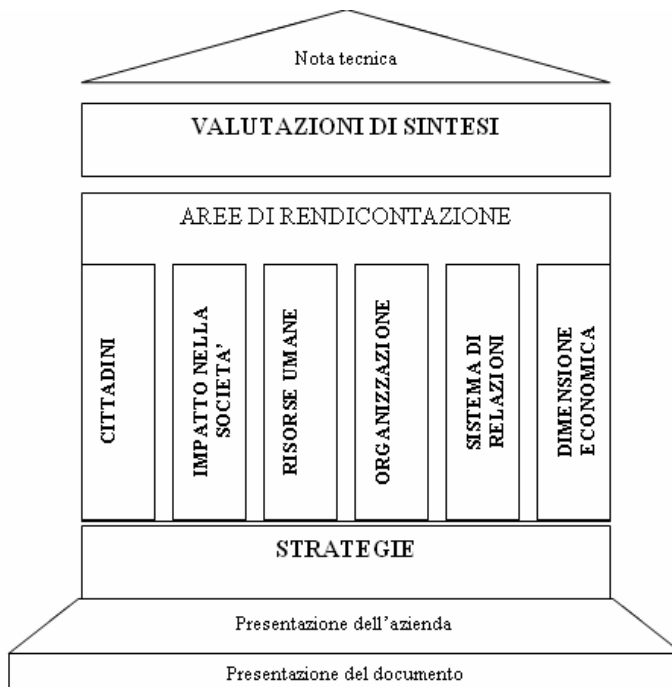 Nota tecnica
VALUTAZIONI DI SINTESI
AREE DI RENDICONTAZIONE
CITTADINI
IMPATTO NELLA
SOCIETA'
RISORSE UMANE
ORGANIZZAZIONE
SISTEMA DI
RELAZIONI
DIMENSIONE
ECONOMICA
STRATEGIE
Presentazione dell'azienda
Presentazione del documento